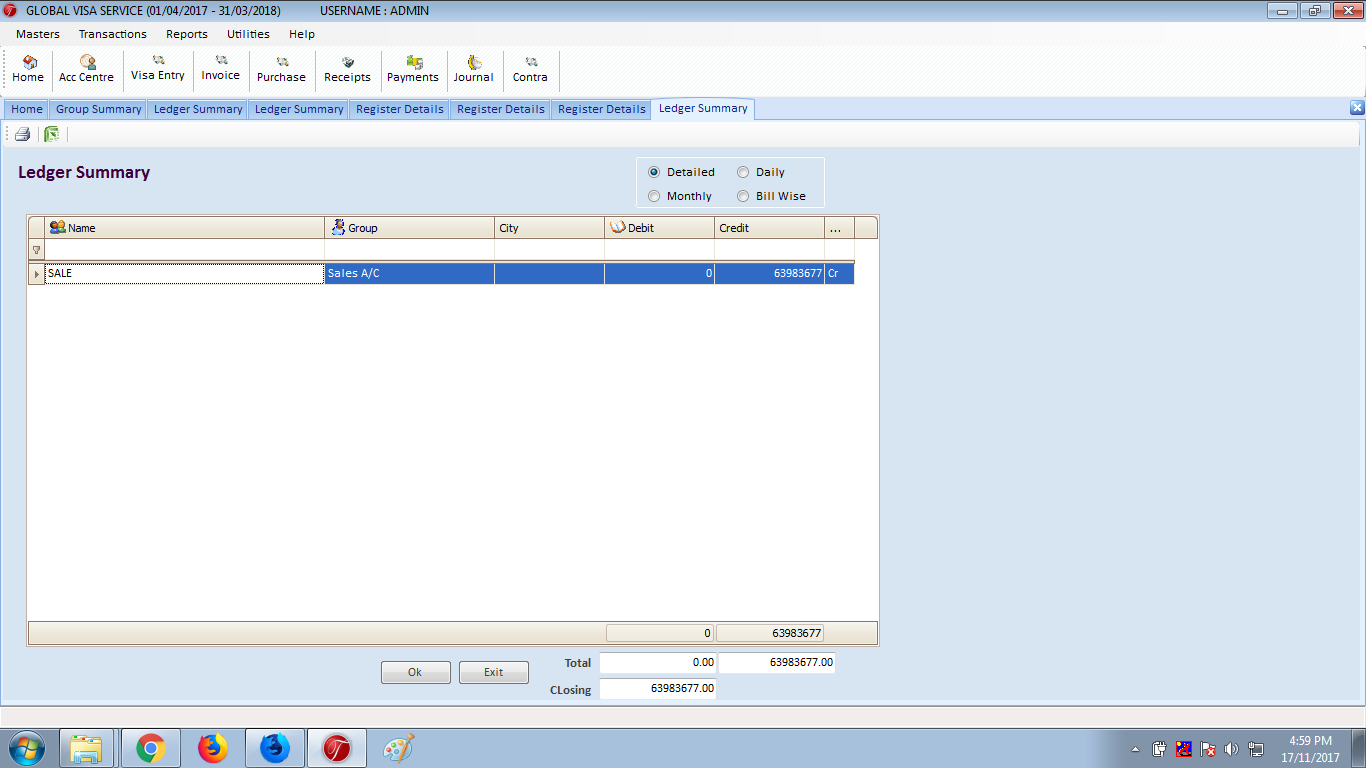 GLOBAL VISA SERVICE (01/04/2017 - 31/03/2018) USERNAME : ADMIN
Masters Transactions Reports Utilities Help
Home Acc Centre Visa Entry Invoice Purchase Receipts Payments Journal Contra
Home Group Summary Ledger Summary Ledger Summary Register Details Register Details Register Details Ledger Summary
Ledger Summary
Detailed Daily
Monthly Bill Wise
Name Group City Debit Credit ...
SALE Sales A/C 0 63983677 Cr
0 63983677
Ok Exit Total 0.00 63983677.00
CLosing 63983677.00
4:59 PM
17/11/2017